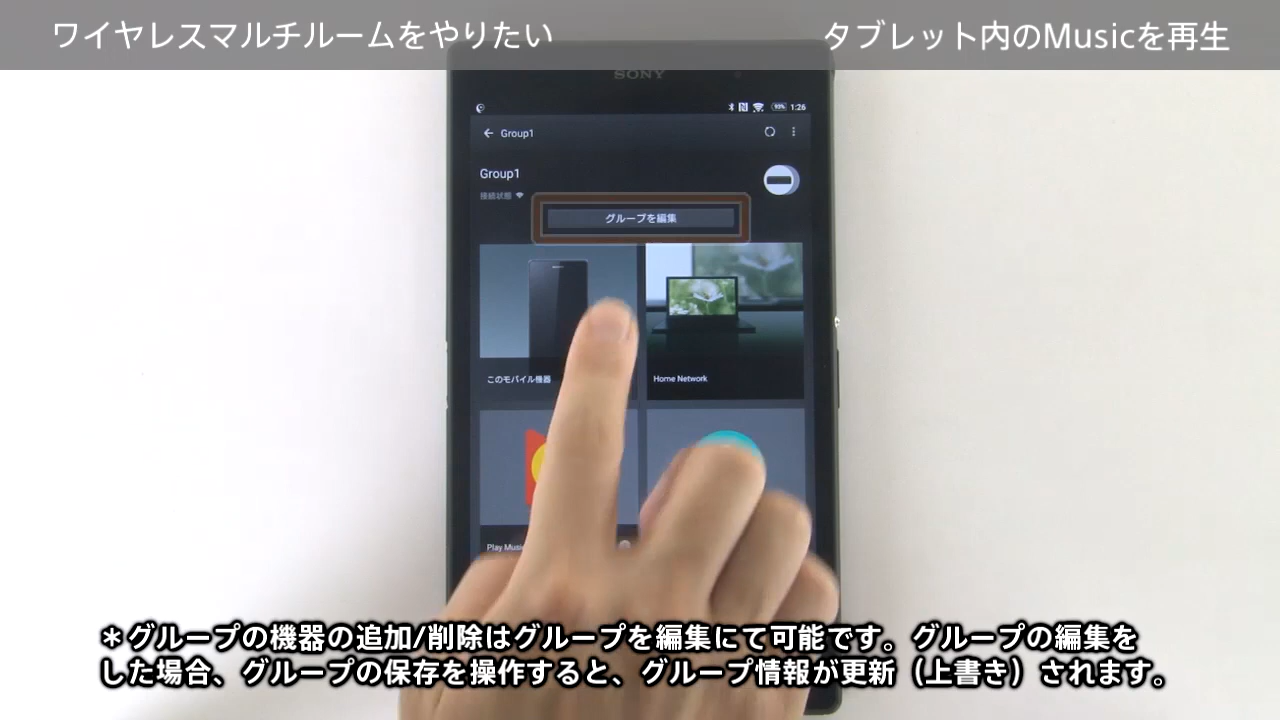 ワイヤレスマルチルームをやりたい
タブレット内のMusicを再生
SONY
93% 1:26
Group1
Group1
接続状態
グループを編集
このモバイル機器
Home Network
Play Music
＊グループの機器の追加/削除はグループを編集にて可能です。グループの編集を
した場合、グループの保存を操作すると、グループ情報が更新（上書き）されます。